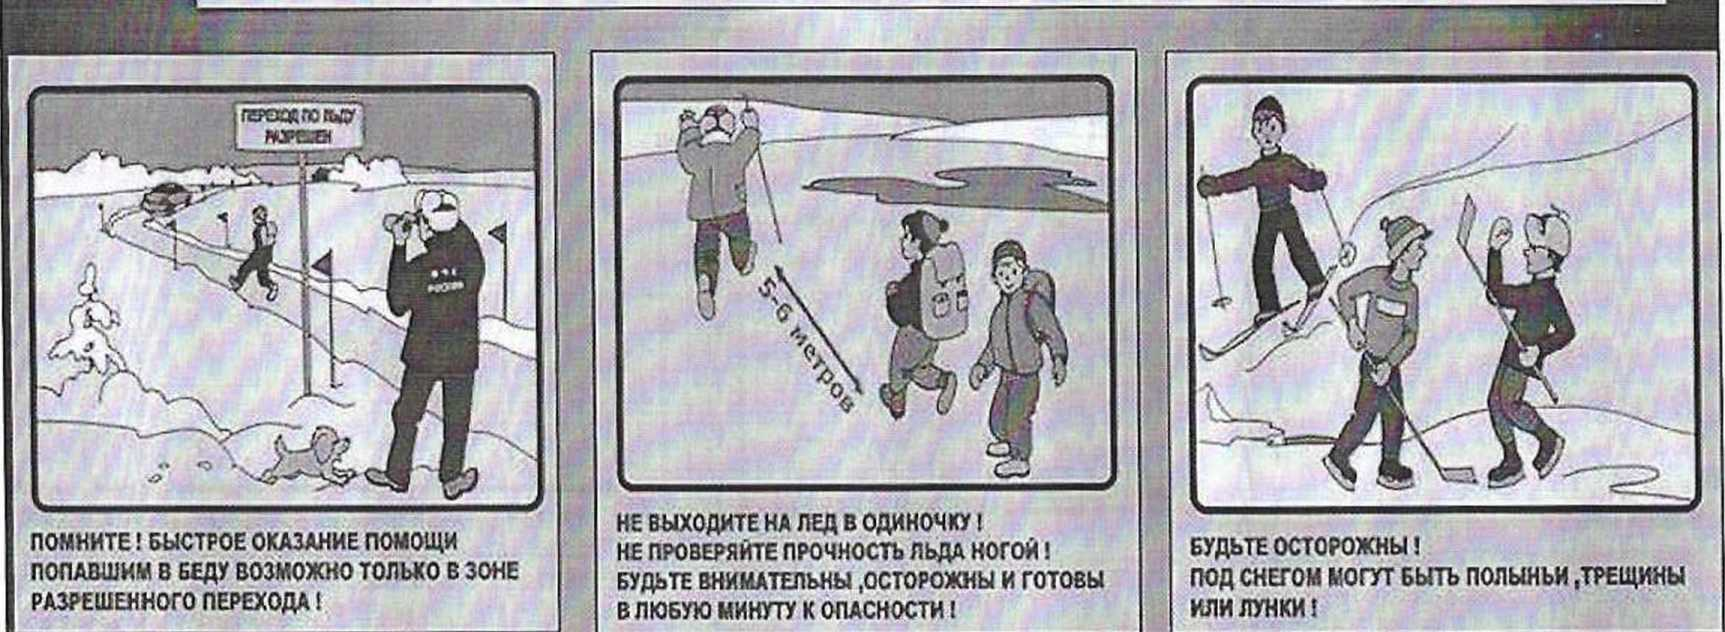 ПЕРЕХОД ПО ЛЬДУ
РАЗРЕШЕН
РОССИИ
ПОМНИТЕ ! БЫСТРОЕ ОКАЗАНИЕ ПОМОЩИ
ПОПАВШИМ В БЕДУ ВОЗМОЖНО ТОЛЬКО В ЗОНЕ
РАЗРЕШЕННОГО ПЕРЕХОДА !
5-6 метров
НЕ ВЫХОДИТЕ НА ЛЕД В ОДИНОЧКУ !
НЕ ПРОВЕРЯЙТЕ ПРОЧНОСТЬ ЛЬДА НОГОЙ !
БУДЬТЕ ВНИМАТЕЛЬНЫ ,ОСТОРОЖНЫ И ГОТОВЫ
В ЛЮБУЮ МИНУТУ К ОПАСНОСТИ !
БУДЬТЕ ОСТОРОЖНЫ !
ПОД СНЕГОМ МОГУТ БЫТЬ ПОЛЫНЬИ ,ТРЕЩИНЫ
ИЛИ ЛУНКИ !